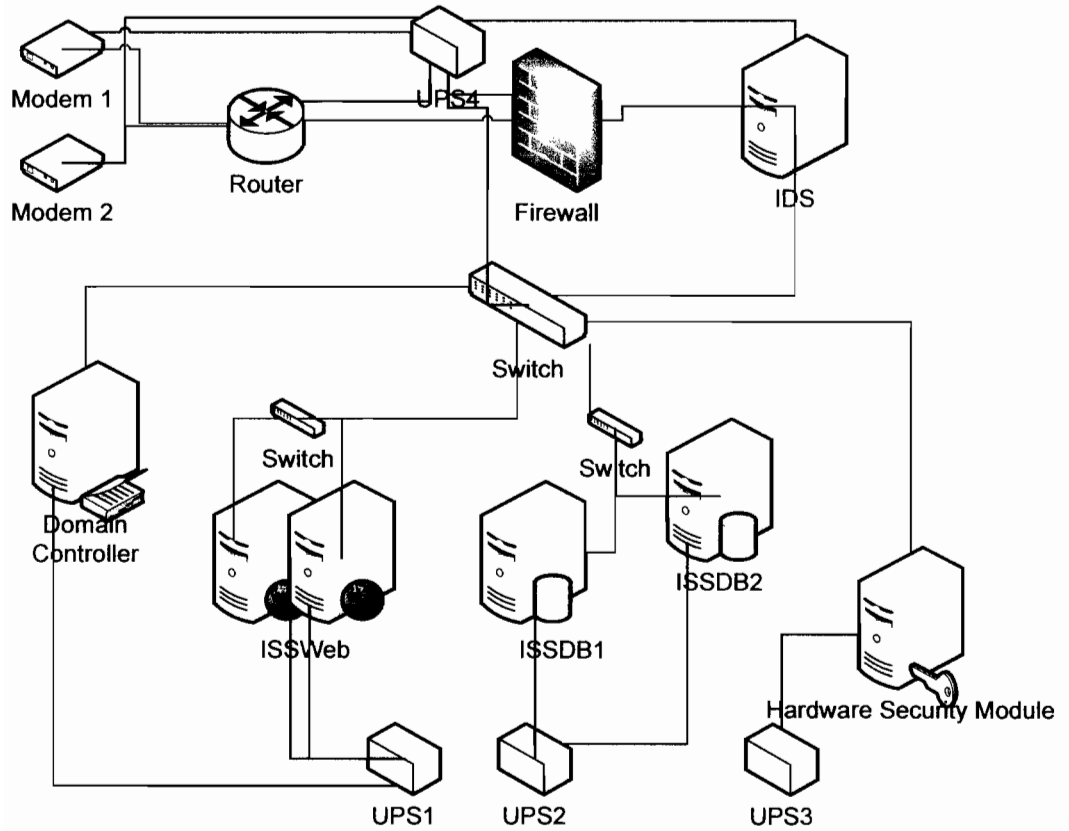 UPS4
Modem 1
Router
Modem 2
Firewall
IDS
Switch
Switch
Switch
Domain
Controller
ISSWeb
ISSDB1
ISSDB2
Hardware Security Module
UPS1
UPS2
UPS3